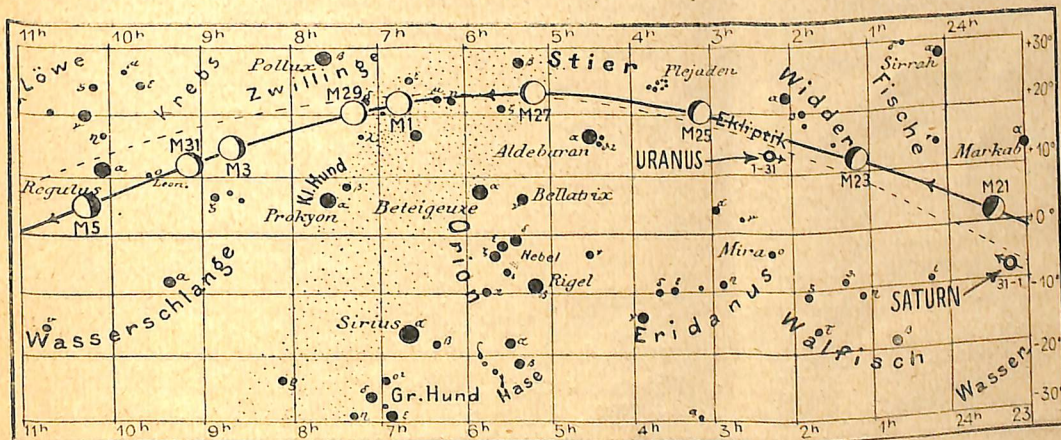 11h 10h 9h 8h 7h 6h 5h 4h 3h 2h 1h 24h
+30°
+20°
+10°
0
-10°
-20°
-30°
Löwe
Krebs
Pollux
Zwillinge
Stier
Plejaden
Widder
Fische
Sirrah
Markab
M31
M3
M29
M1
M27
M25
Ekliptik
M23
M21
M5
Regulus
Leon.
Kl.Hund
Prokyon
Beteigeuze
Aldebaran
Bellatrix
URANUS
1-31
Orion
Nebel
Rigel
Mira
SATURN
31-1
Wasserschlange
Sirius
Eridanus
Walfisch
Gr.Hund
Hase
Wasser
11h 10h 9h 8h 7h 6h 5h 4h 3h 2h 1h 24h 23